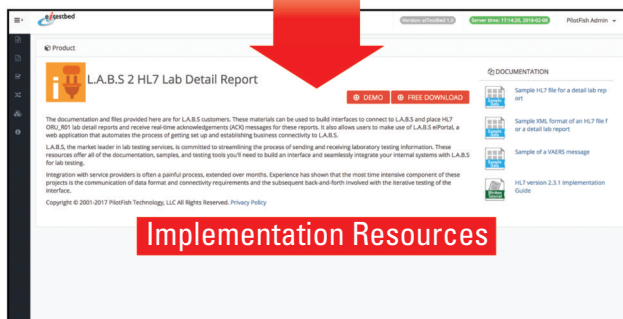 eitestbed
Version: eiTestBed 1.0
Server time: 17:14:20, 2018-02-09
PilotFish Admin
Product
L.A.B.S 2 HL7 Lab Detail Report
DEMO
FREE DOWNLOAD
The documentation and files provided here are for L.A.B.S customers. These materials can be used to build interfaces to connect to L.A.B.S and place HL7
ORU_R01 lab detail reports and receive real-time acknowledgements (ACK) messages for these reports. It also allows users to make use of L.A.B.S eiPortal, a
web application that automates the process of getting set up and establishing business connectivity to L.A.B.S.
L.A.B.S, the market leader in lab testing services, is committed to streamlining the process of sending and receiving laboratory testing information. These
resources offer all of the documentation, samples, and testing tools you'll need to build an interface and seamlessly integrate your internal systems with L.A.B.S
for lab testing.
Integration with service providers is often a painful process, extended over months. Experience has shown that the most time intensive component of these
projects is the communication of data format and connectivity requirements and the subsequent back-and-forth involved with the iterative testing of the
interface.
Copyright © 2001-2017 PilotFish Technology, LLC All Rights Reserved. Privacy Policy
DOCUMENTATION
Sample Data
Sample HL7 file for a detail lab rep
ort
Sample Data
Sample XML format of an HL7 file f
or a detail lab report
Sample Data
Sample of a VAERS message
Written Tutorial
HL7 version 2.3.1 Implementation
Guide
Implementation Resources